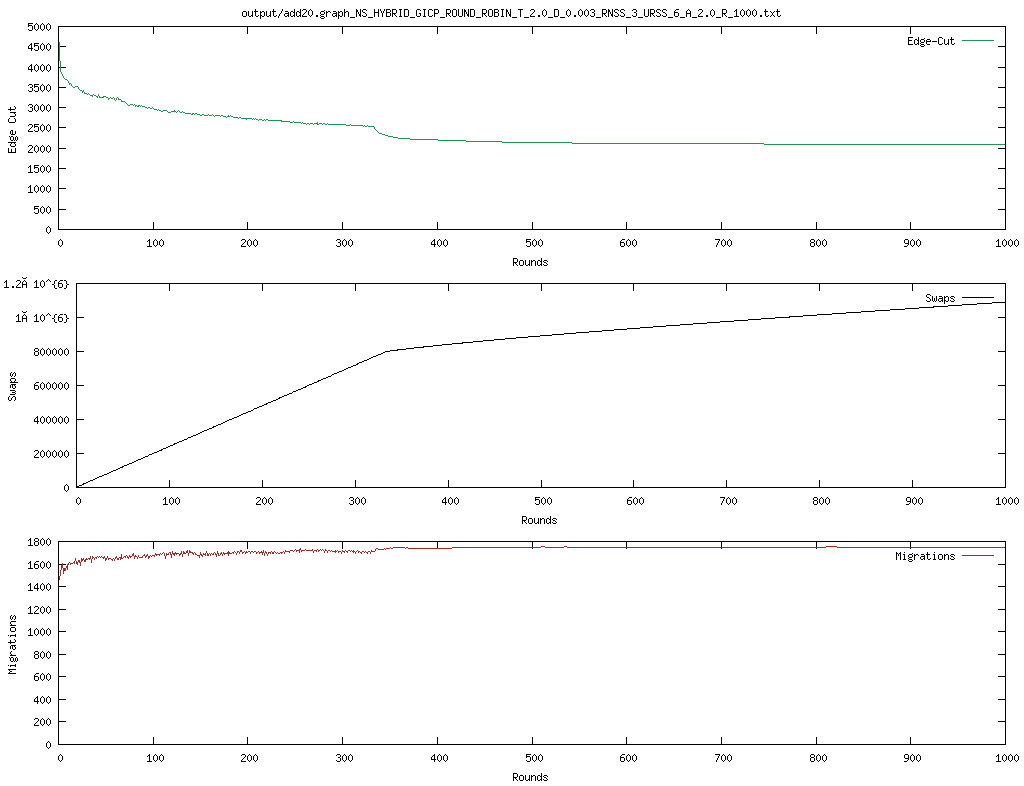 output/add20.graph_NS_HYBRID_GICP_ROUND_ROBIN_T_2.0_D_0.003_RNSS_3_URSS_6_A_2.0_R_1000.txt
5000
4500
4000
3500
3000
2500
2000
1500
1000
500
0
Edge Cut
Edge-Cut
0 100 200 300 400 500 600 700 800 900 1000
Rounds
1.2Ã 10^{6}
1Ã 10^{6}
800000
600000
400000
200000
0
Swaps
Swaps
0 100 200 300 400 500 600 700 800 900 1000
Rounds
1800
1600
1400
1200
1000
800
600
400
200
0
Migrations
Migrations
0 100 200 300 400 500 600 700 800 900 1000
Rounds